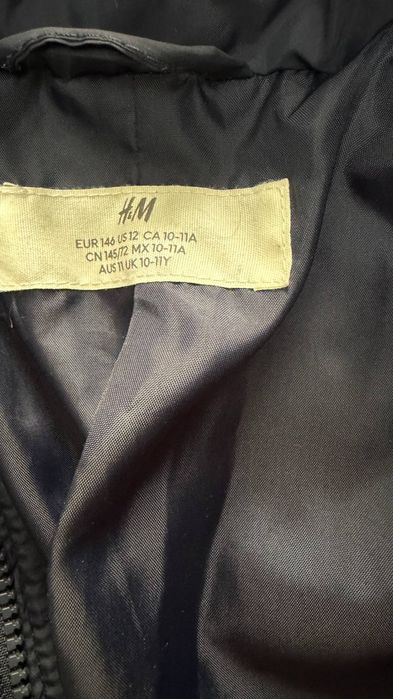 H&M
EUR 146 US 12 CA 10-11A
CN 145/72 MX 10-11A
AUS 11 UK 10-11Y